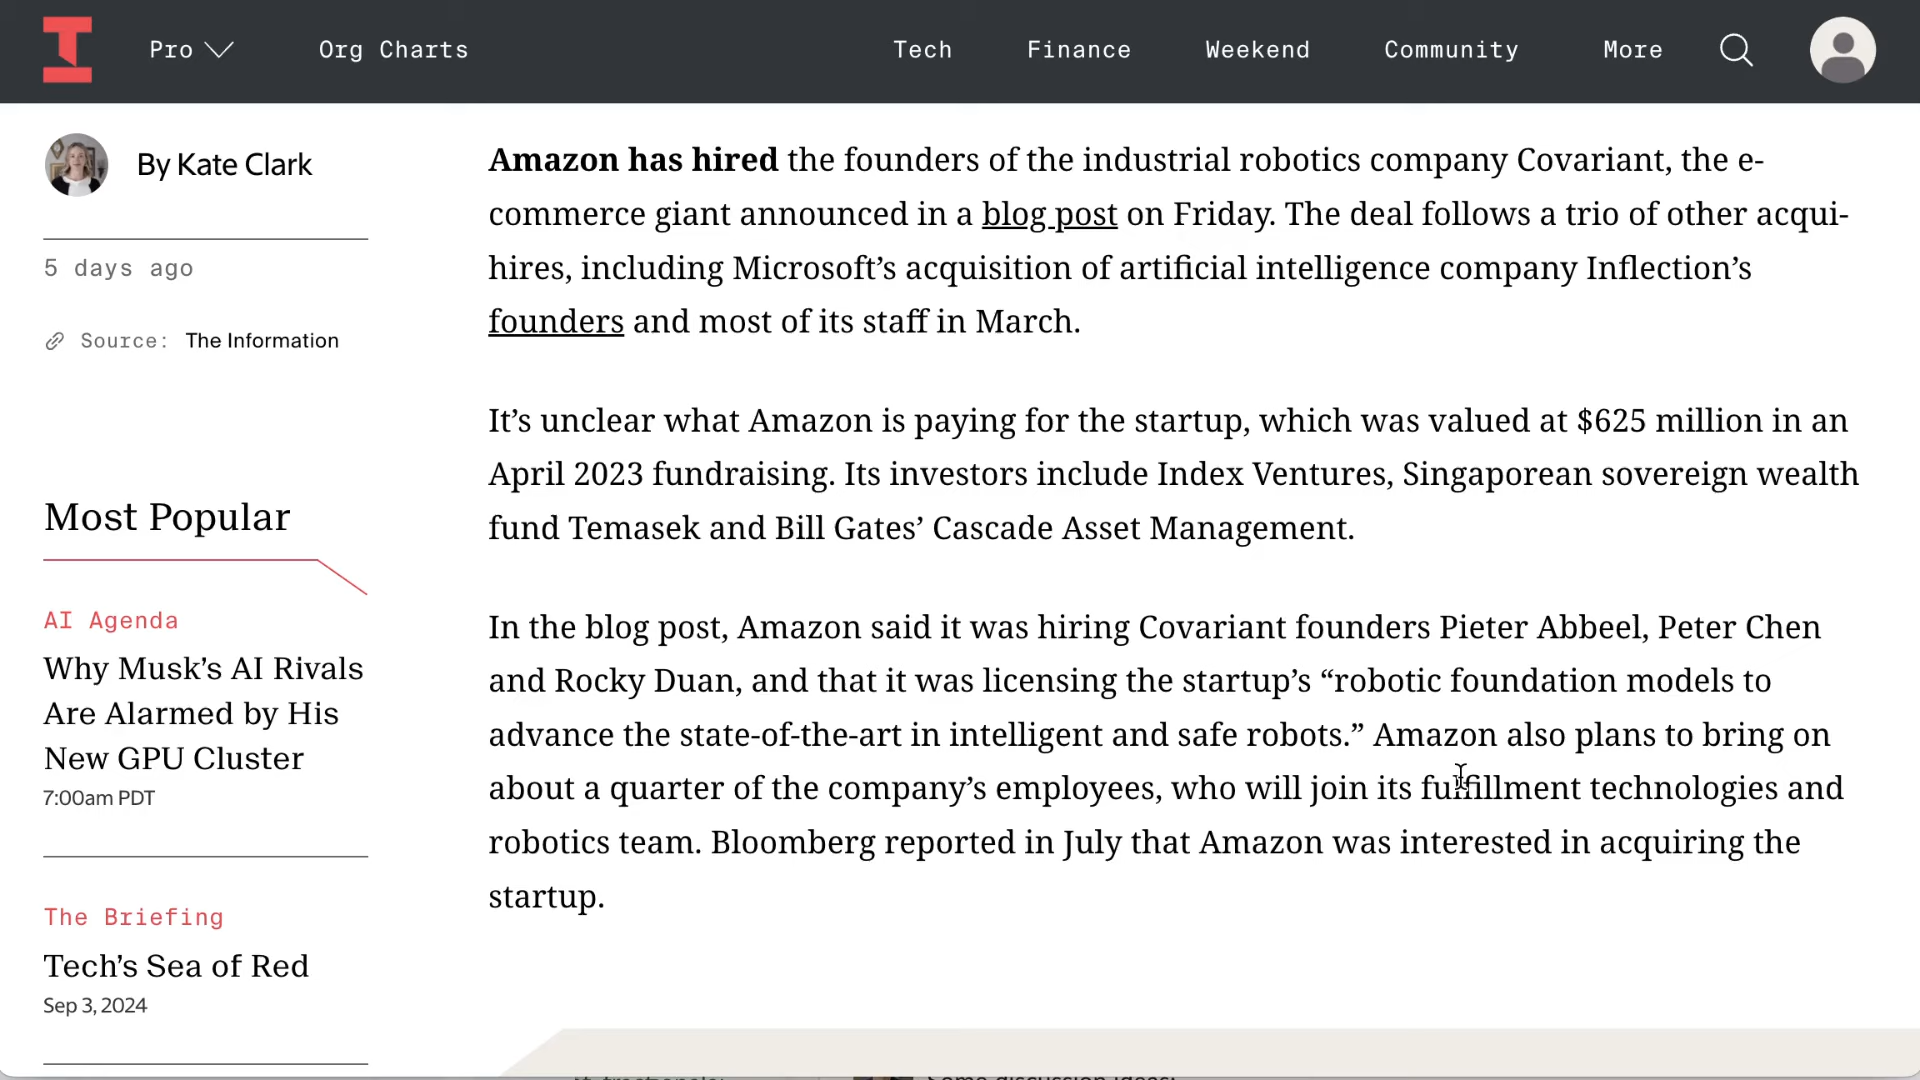 Pro
Org Charts
Tech
Finance
Weekend
Community
More
By Kate Clark
5 days ago
Source: The Information
Most Popular
AI Agenda
Why Musk’s AI Rivals
Are Alarmed by His
New GPU Cluster
7:00am PDT
The Briefing
Tech’s Sea of Red
Sep 3, 2024
Amazon has hired the founders of the industrial robotics company Covariant, the e-
commerce giant announced in a blog post on Friday. The deal follows a trio of other acqui-
hires, including Microsoft’s acquisition of artificial intelligence company Inflection’s
founders and most of its staff in March.
It’s unclear what Amazon is paying for the startup, which was valued at $625 million in an
April 2023 fundraising. Its investors include Index Ventures, Singaporean sovereign wealth
fund Temasek and Bill Gates’ Cascade Asset Management.
In the blog post, Amazon said it was hiring Covariant founders Pieter Abbeel, Peter Chen
and Rocky Duan, and that it was licensing the startup’s “robotic foundation models to
advance the state-of-the-art in intelligent and safe robots.” Amazon also plans to bring on
about a quarter of the company’s employees, who will join its fulfillment technologies and
robotics team. Bloomberg reported in July that Amazon was interested in acquiring the
startup.